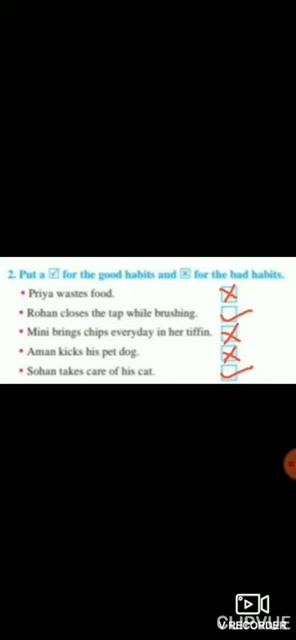 2. Put a ☑ for the good habits and ☒ for the bad habits.
• Priya wastes food. ☒
• Rohan closes the tap while brushing. ☑
• Mini brings chips everyday in her tiffin. ☒
• Aman kicks his pet dog. ☒
• Sohan takes care of his cat. ☑
V RECORDER